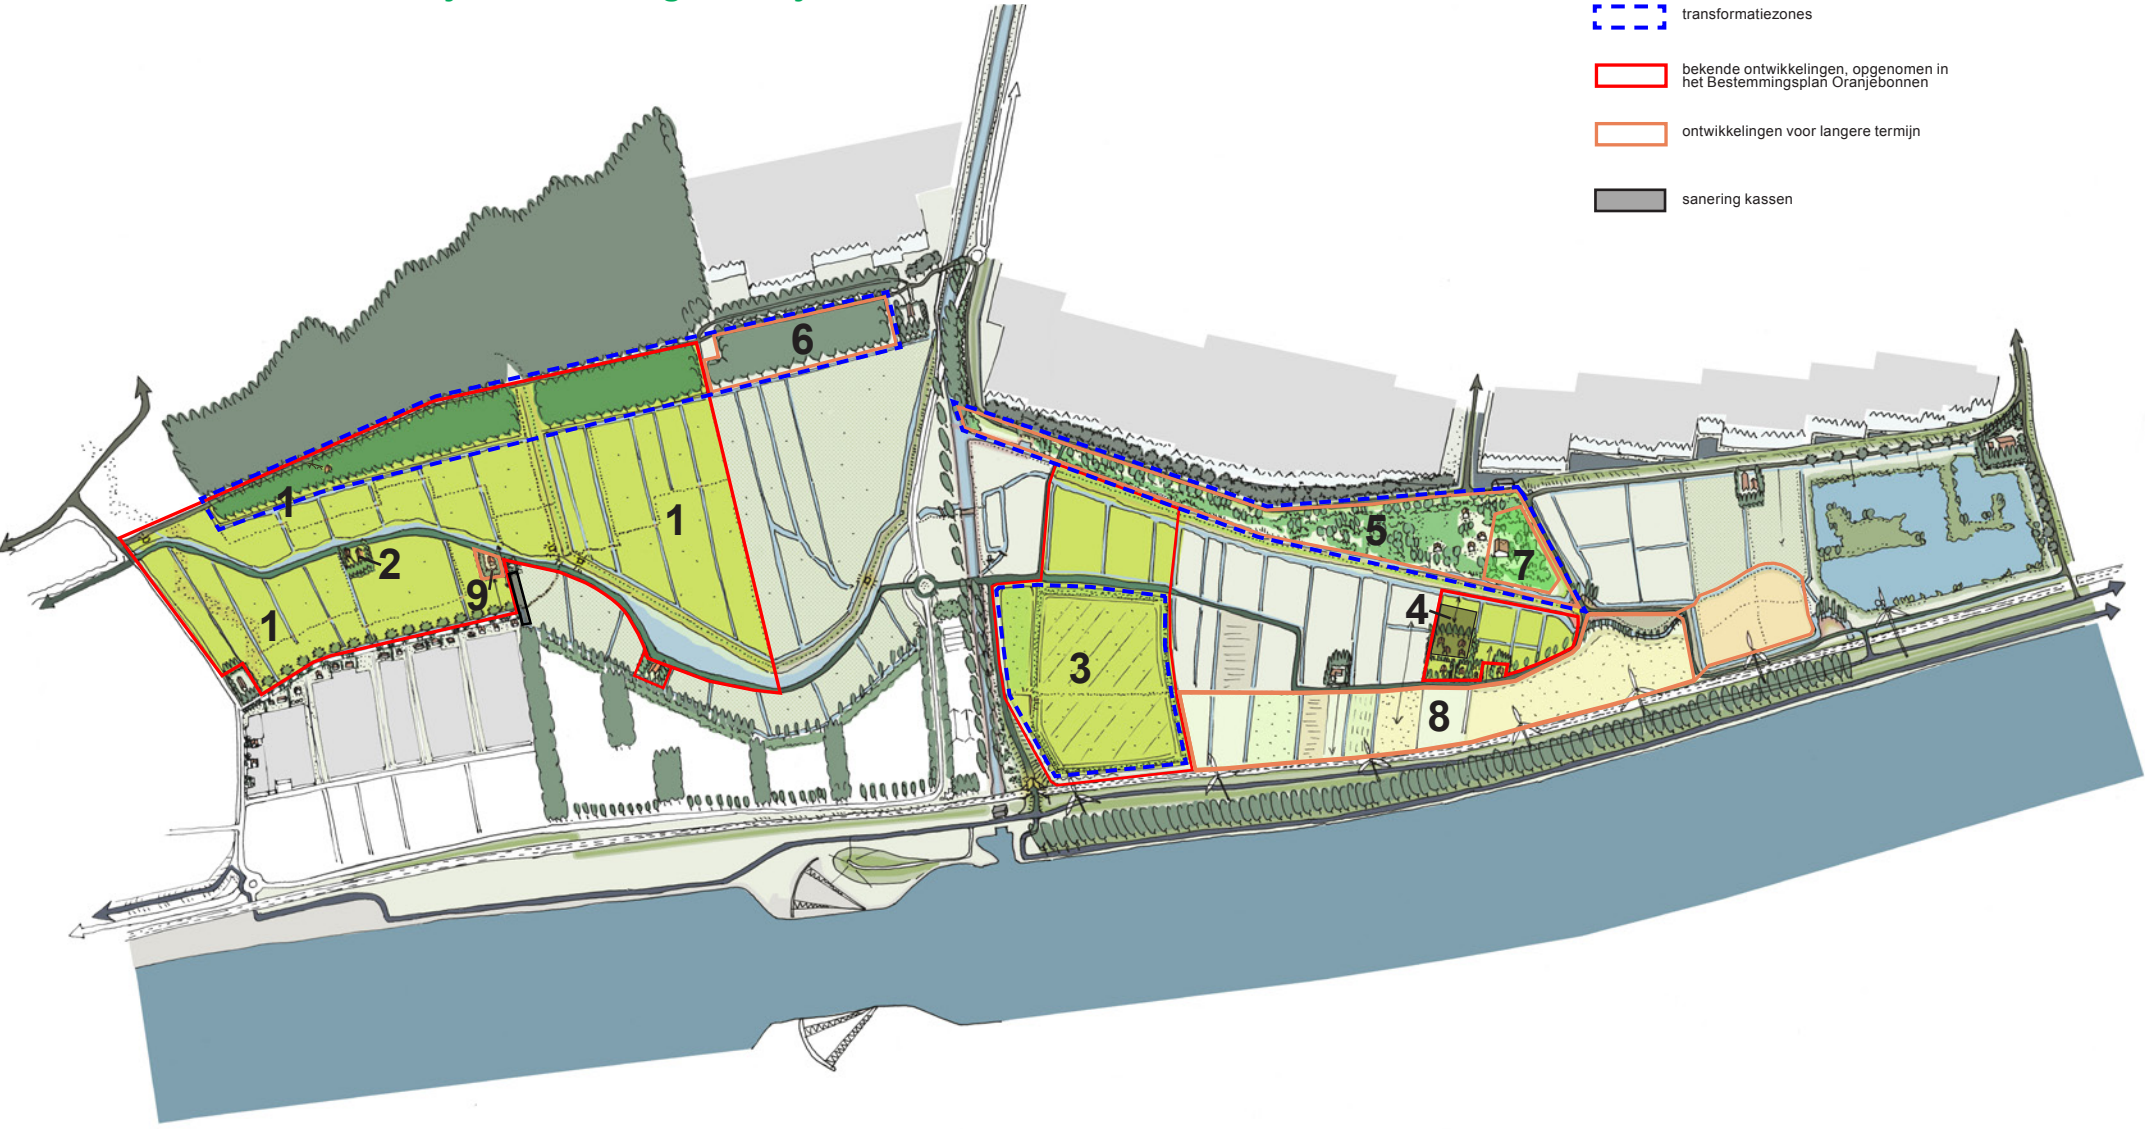 transformatiezones
bekende ontwikkelingen, opgenomen in
het Bestemmingsplan Oranjebonnen
ontwikkelingen voor langere termijn
sanering kassen
6
1
1
5
2
7
9
4
1
3
8